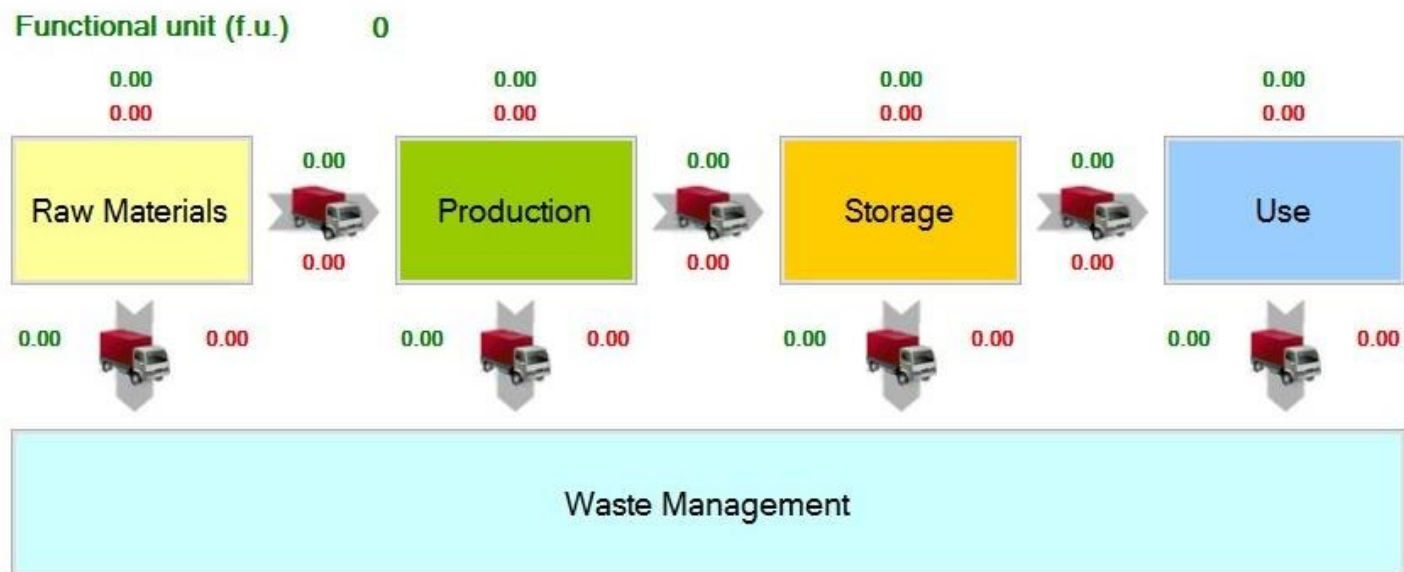 Functional unit (f.u.) 0
0.00 0.00 0.00 0.00
0.00 0.00 0.00 0.00
0.00 0.00 0.00
Raw Materials Production Storage Use
0.00 0.00 0.00
0.00 0.00 0.00 0.00 0.00 0.00 0.00 0.00
Waste Management